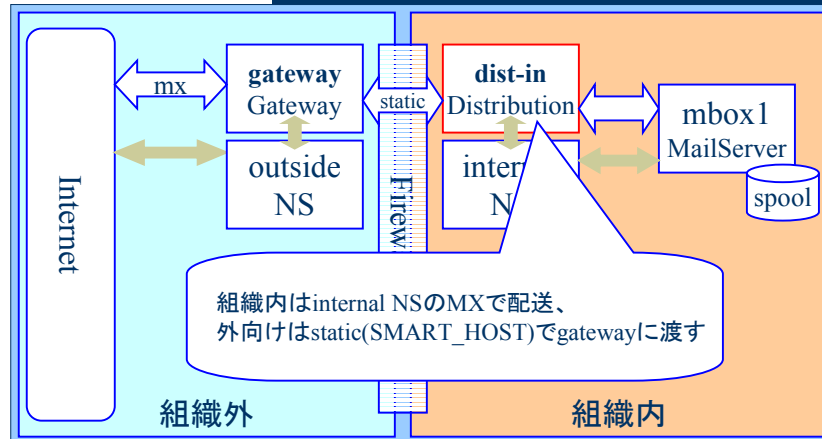 Internet
mx
gateway
Gateway
outside
NS
static
Firew
dist-in
Distribution
mbox1
MailServer
spool
組織内はinternal NSのMXで配送、
外向けはstatic(SMART_HOST)でgatewayに渡す
組織外
組織内